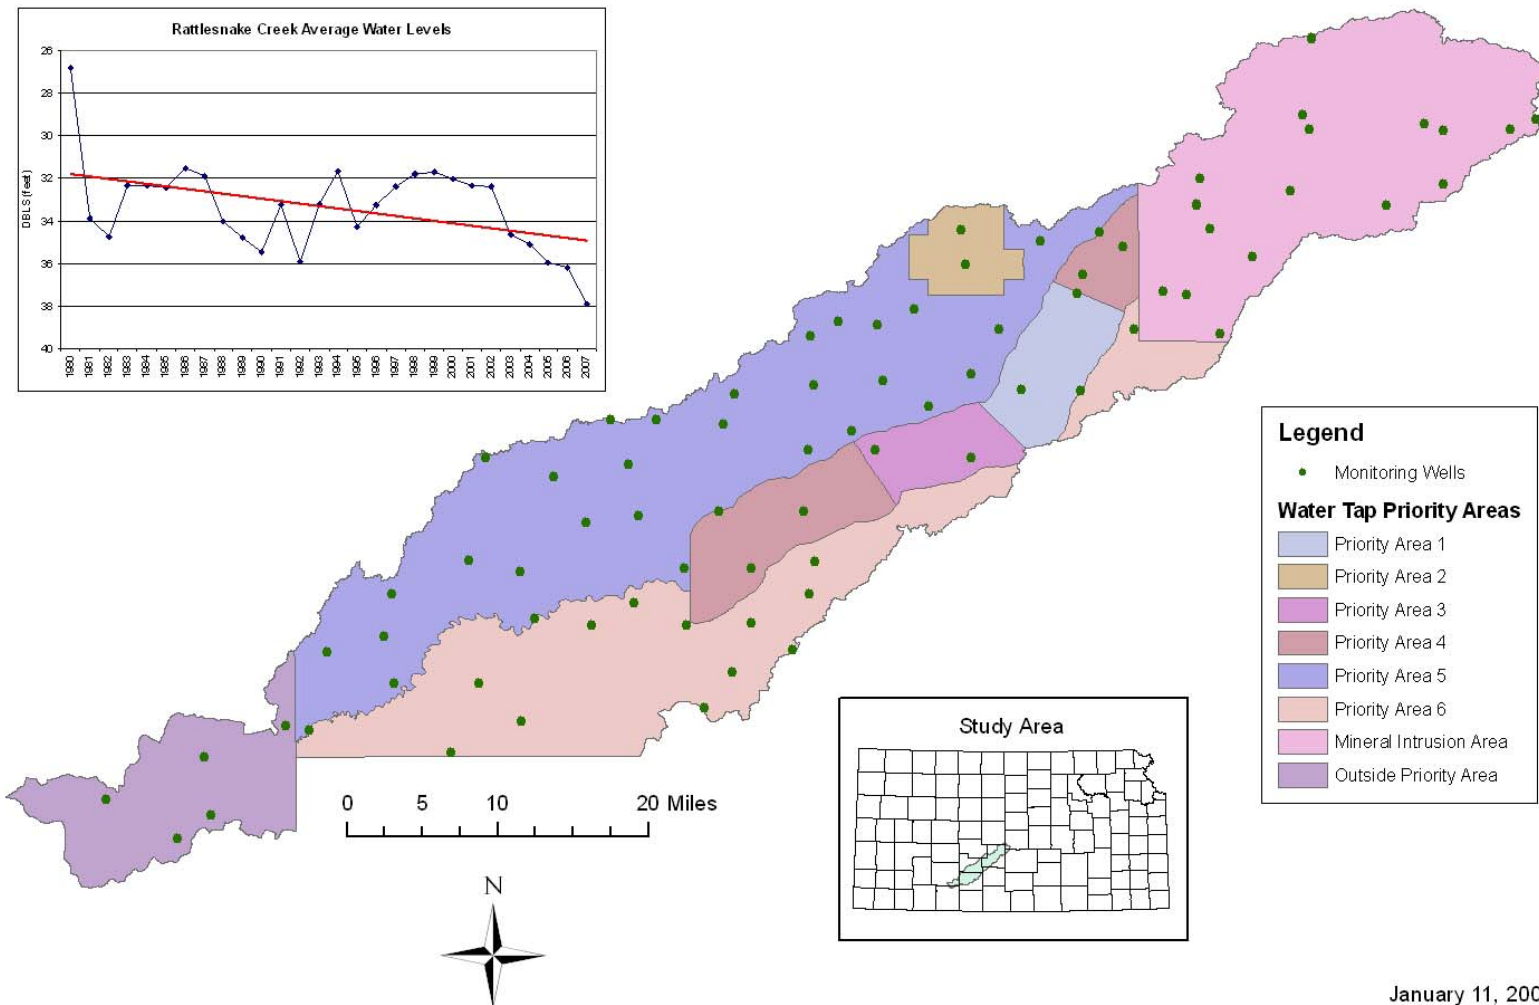 Rattlesnake Creek Average Water Levels
DBLS (feet)
26
28
30
32
34
36
38
40
1980
1981
1982
1983
1984
1985
1986
1987
1988
1989
1990
1991
1992
1993
1994
1995
1996
1997
1998
1999
2000
2001
2002
2003
2004
2005
2006
2007
Legend
Monitoring Wells
Water Tap Priority Areas
Priority Area 1
Priority Area 2
Priority Area 3
Priority Area 4
Priority Area 5
Priority Area 6
Mineral Intrusion Area
Outside Priority Area
Study Area
0 5 10 20 Miles
N
January 11, 200